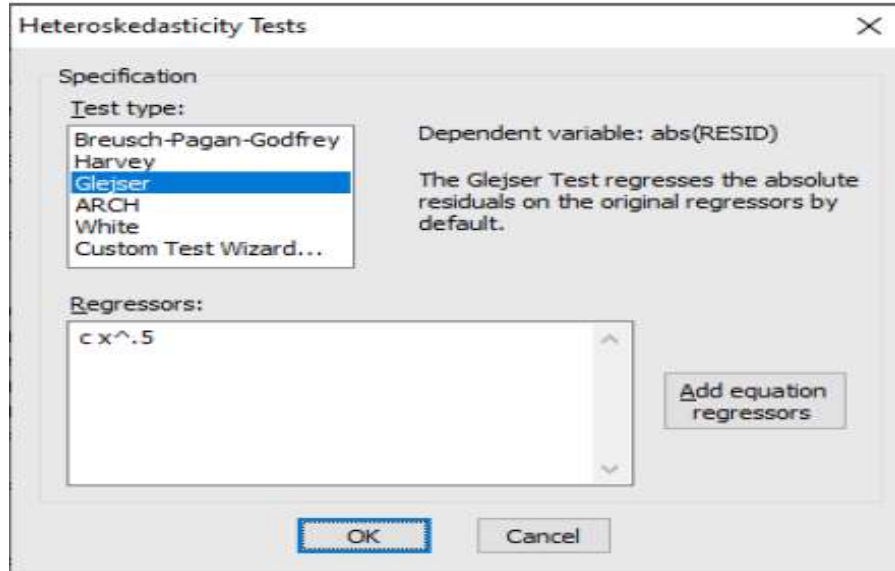 Heteroskedasticity Tests
Specification
Test type:
Breusch-Pagan-Godfrey
Harvey
Glejser
ARCH
White
Custom Test Wizard...
Dependent variable: abs(RESID)
The Glejser Test regresses the absolute
residuals on the original regressors by
default.
Regressors:
c x^.5
Add equation
regressors
OK
Cancel